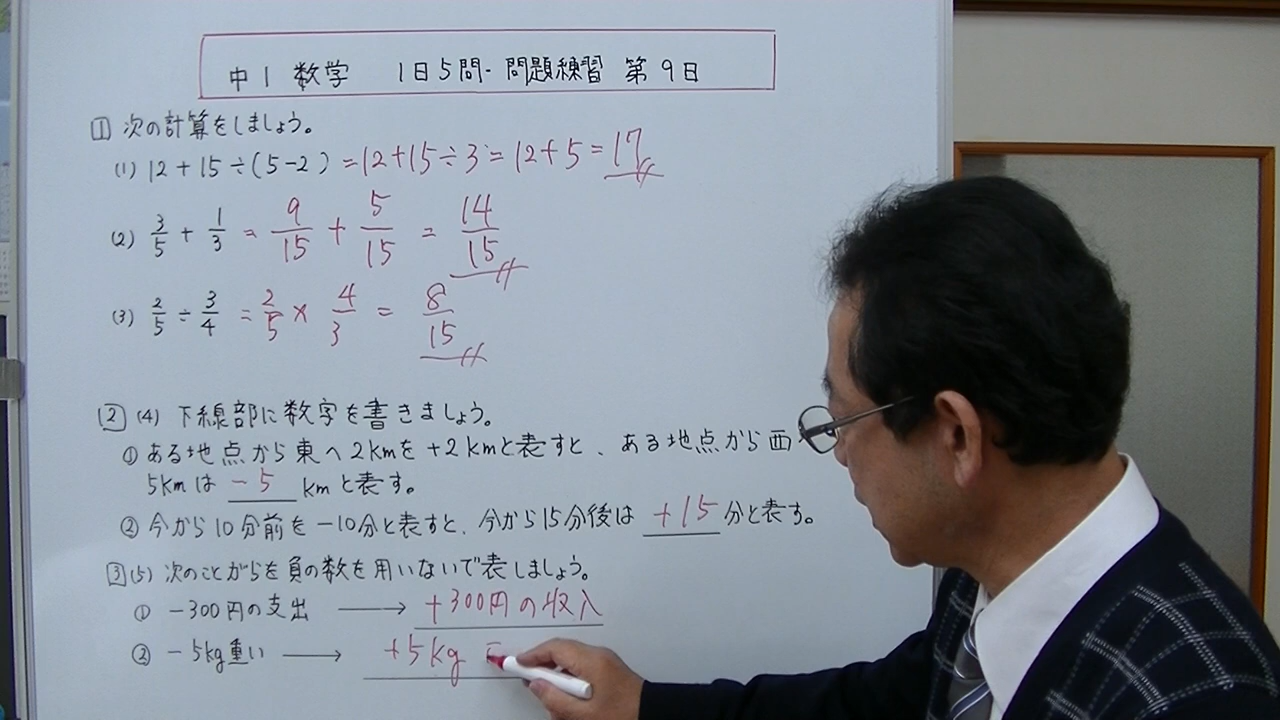 中1 数学 1日5問・問題練習 第9日
1 次の計算をしましょう。
(1) 12+15÷(5-2) =12+15÷3=12+5=17
(2) 3/5 + 1/3 = 9/15 + 5/15 = 14/15
(3) 2/5 ÷ 3/4 = 2/5 × 4/3 = 8/15
2 (4) 下線部に数字を書きましょう。
① ある地点から東へ2kmを+2kmと表すと、ある地点から西へ
5kmは -5 kmと表す。
② 今から10分前を-10分と表すと、今から15分後は +15 分と表す。
3 (5) 次のことがらを負の数を用いないで表しましょう。
① -300円の支出 → +300円の収入
② -5kg重い → +5kg